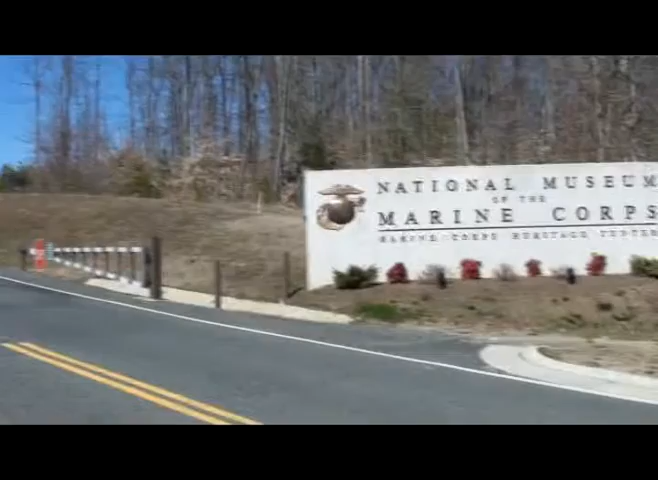 NATIONAL MUSEUM
OF THE
MARINE CORPS
MARINE CORPS HERITAGE CENTER